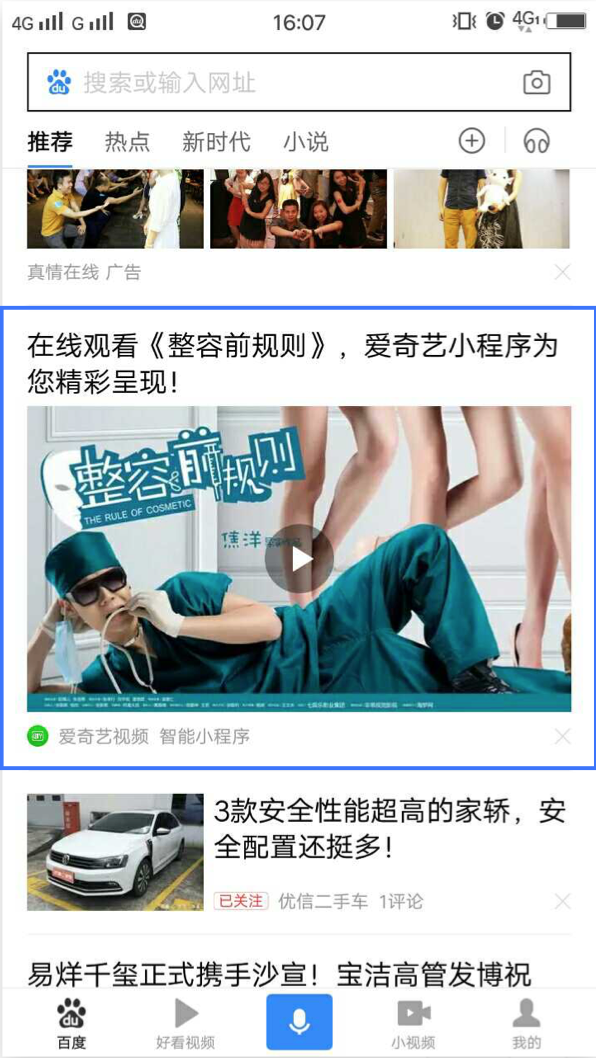 4G G 16:07 4G
du 搜索或输入网址
推荐 热点 新时代 小说
真情在线 广告
在线观看《整容前规则》，爱奇艺小程序为
您精彩呈现！
整容前规则
THE RULE OF COSMETIC
焦洋
爱奇艺视频 智能小程序
3款安全性能超高的家轿，安
全配置还挺多！
已关注 优信二手车 1评论
易烊千玺正式携手沙宣！宝洁高管发博祝
du
百度 好看视频 小视频 我的